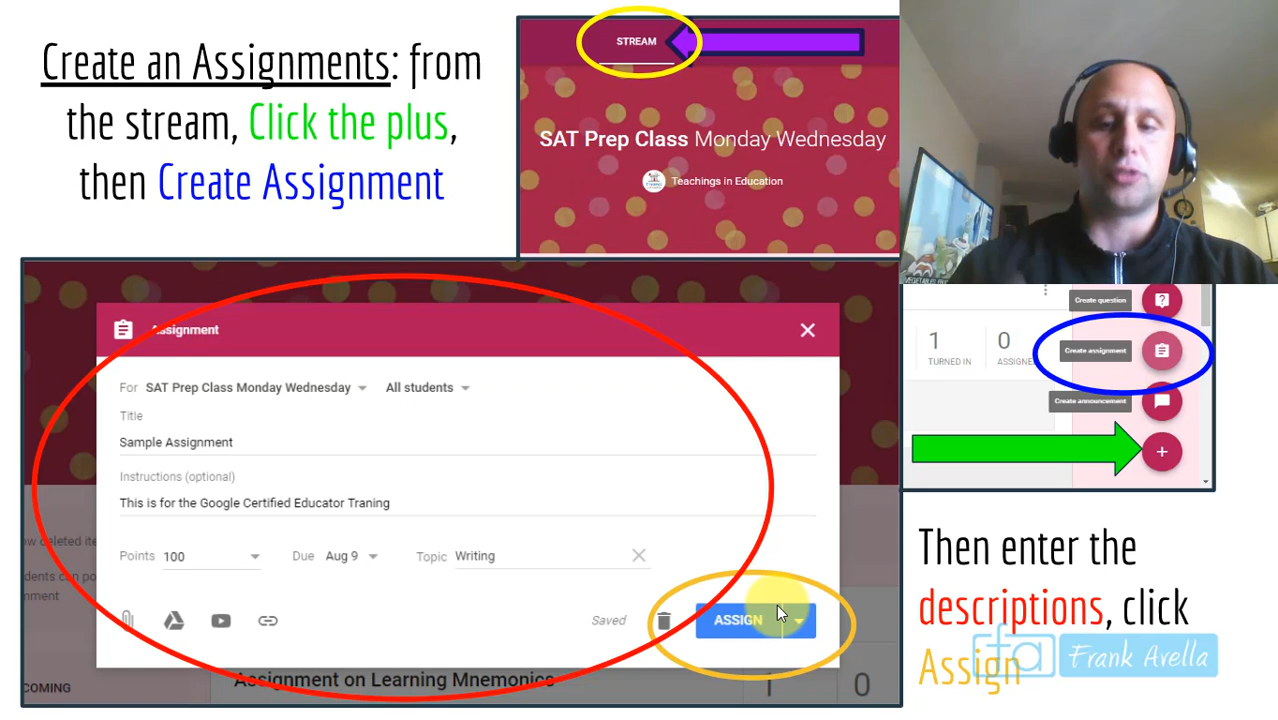 Create an Assignments: from
the stream, Click the plus,
then Create Assignment
STREAM
SAT Prep Class Monday Wednesday
Teachings in Education
Assignment
For SAT Prep Class Monday Wednesday All students
Title
Sample Assignment
Instructions (optional)
This is for the Google Certified Educator Traning
Points 100 Due Aug 9 Topic Writing
Saved ASSIGN
COMING
Assignment on Learning Mnemonics 1 0
Create question
1 0
TURNED IN
Create assignment
Create announcement
Then enter the
descriptions, click
Assign
fa Frank Avella